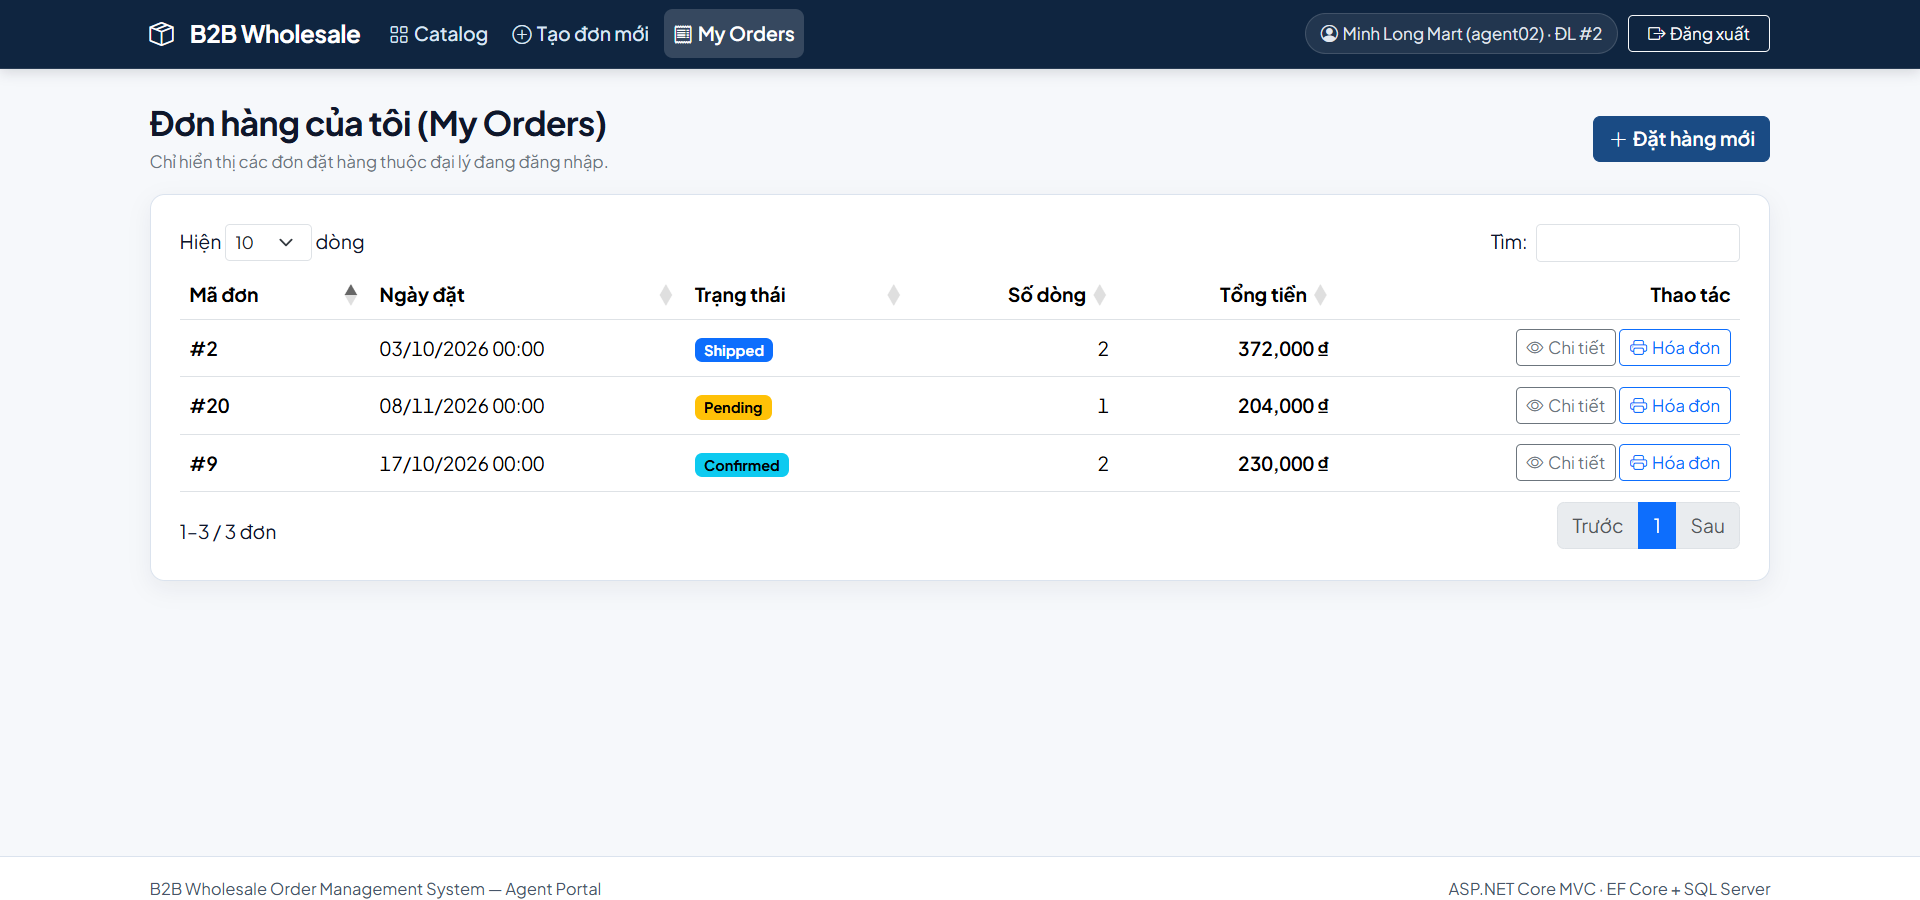 B2B Wholesale Catalog Tạo đơn mới My Orders Minh Long Mart (agent02) · ĐL #2 Đăng xuất
Đơn hàng của tôi (My Orders)
Chỉ hiển thị các đơn đặt hàng thuộc đại lý đang đăng nhập.
+ Đặt hàng mới
Hiện 10 dòng Tìm:
Mã đơn Ngày đặt Trạng thái Số dòng Tổng tiền Thao tác
#2 03/10/2026 00:00 Shipped 2 372,000 ₫ Chi tiết Hóa đơn
#20 08/11/2026 00:00 Pending 1 204,000 ₫ Chi tiết Hóa đơn
#9 17/10/2026 00:00 Confirmed 2 230,000 ₫ Chi tiết Hóa đơn
1–3 / 3 đơn Trước 1 Sau
B2B Wholesale Order Management System — Agent Portal ASP.NET Core MVC · EF Core + SQL Server